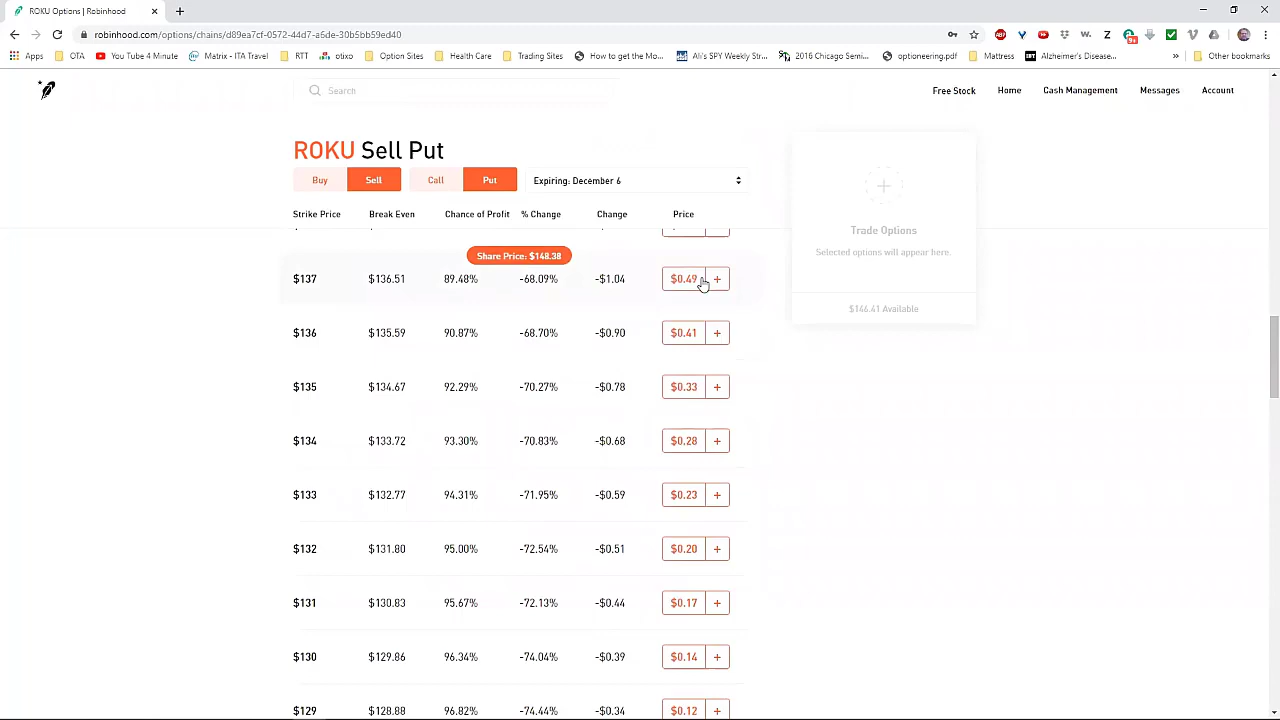 ROKU Options | Robinhood
robinhood.com/options/chains/d89ea7cf-0572-44d7-a6de-30b5bb59ed40
Apps OTA You Tube 4 Minute Matrix - ITA Travel RTT otixo Options Health Care Trading Sites How to get the Mo... Ali's SPY Weekly Str... 2016 Chicago Semi... optioneering.pdf Mattress Alzheimer's Diseas... » Other bookmarks
Search Free Stock Home Cash Management Messages Account
ROKU Sell Put
Buy Sell Call Put Expiring: December 6
Strike Price Break Even Chance of Profit % Change Change Price
Share Price: $148.38
$137 $136.51 89.48% -68.09% -$1.04 $0.49 +
$136 $135.59 90.87% -68.70% -$0.90 $0.41 +
$135 $134.67 92.29% -70.27% -$0.78 $0.33 +
$134 $133.72 93.30% -70.83% -$0.68 $0.28 +
$133 $132.77 94.31% -71.95% -$0.59 $0.23 +
$132 $131.80 95.00% -72.54% -$0.51 $0.20 +
$131 $130.83 95.67% -72.13% -$0.44 $0.17 +
$130 $129.86 96.34% -74.04% -$0.39 $0.14 +
$129 $128.88 96.82% -74.44% -$0.34 $0.12 +
Trade Options
Selected options will appear here.
$146.41 Available